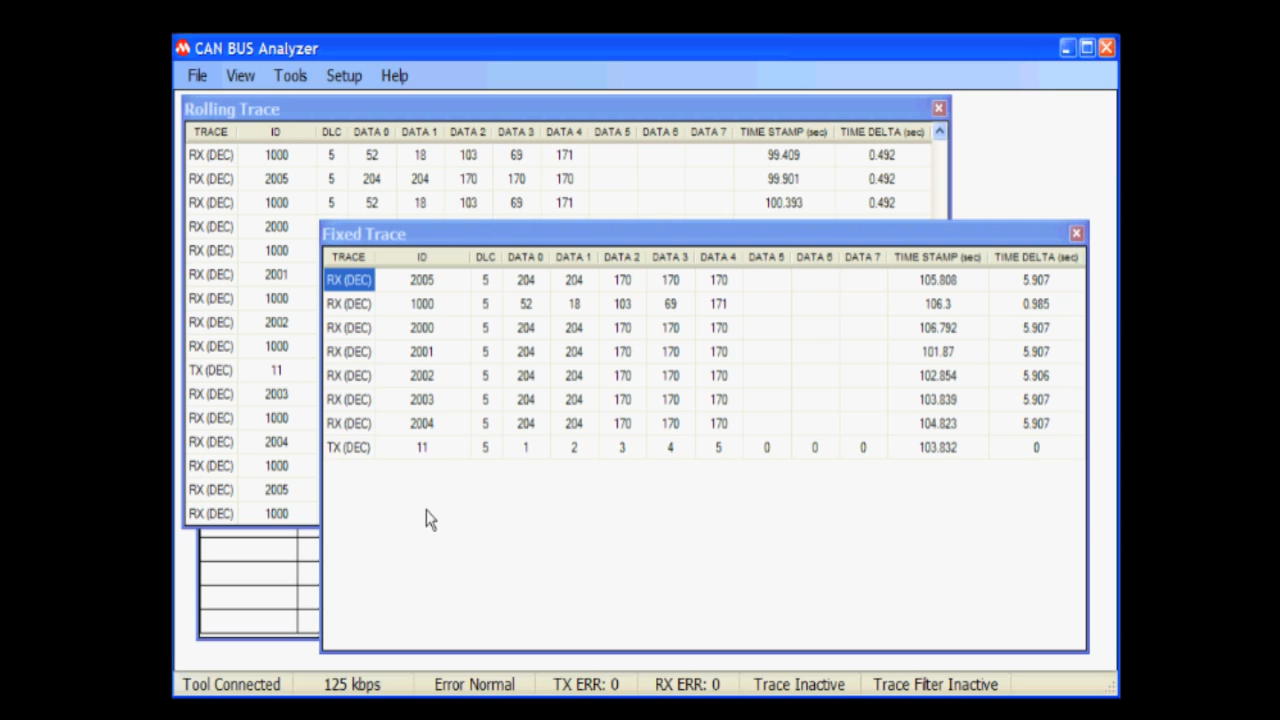 CAN BUS Analyzer
File View Tools Setup Help
Rolling Trace
TRACE ID DLC DATA 0 DATA 1 DATA 2 DATA 3 DATA 4 DATA 5 DATA 6 DATA 7 TIME STAMP (sec) TIME DELTA (sec)
RX (DEC) 1000 5 52 18 103 69 171 99.409 0.492
RX (DEC) 2005 5 204 204 170 170 170 99.901 0.492
RX (DEC) 1000 5 52 18 103 69 171 100.393 0.492
RX (DEC) 2000
RX (DEC) 1000
RX (DEC) 2001
RX (DEC) 1000
RX (DEC) 2002
RX (DEC) 1000
TX (DEC) 11
RX (DEC) 2003
RX (DEC) 1000
RX (DEC) 2004
RX (DEC) 1000
RX (DEC) 2005
RX (DEC) 1000
Fixed Trace
TRACE ID DLC DATA 0 DATA 1 DATA 2 DATA 3 DATA 4 DATA 5 DATA 6 DATA 7 TIME STAMP (sec) TIME DELTA (sec)
RX (DEC) 2005 5 204 204 170 170 170 105.808 5.907
RX (DEC) 1000 5 52 18 103 69 171 106.3 0.985
RX (DEC) 2000 5 204 204 170 170 170 106.792 5.907
RX (DEC) 2001 5 204 204 170 170 170 101.87 5.907
RX (DEC) 2002 5 204 204 170 170 170 102.854 5.906
RX (DEC) 2003 5 204 204 170 170 170 103.839 5.907
RX (DEC) 2004 5 204 204 170 170 170 104.823 5.907
TX (DEC) 11 5 1 2 3 4 5 0 0 0 103.832 0
Tool Connected 125 kbps Error Normal TX ERR: 0 RX ERR: 0 Trace Inactive Trace Filter Inactive